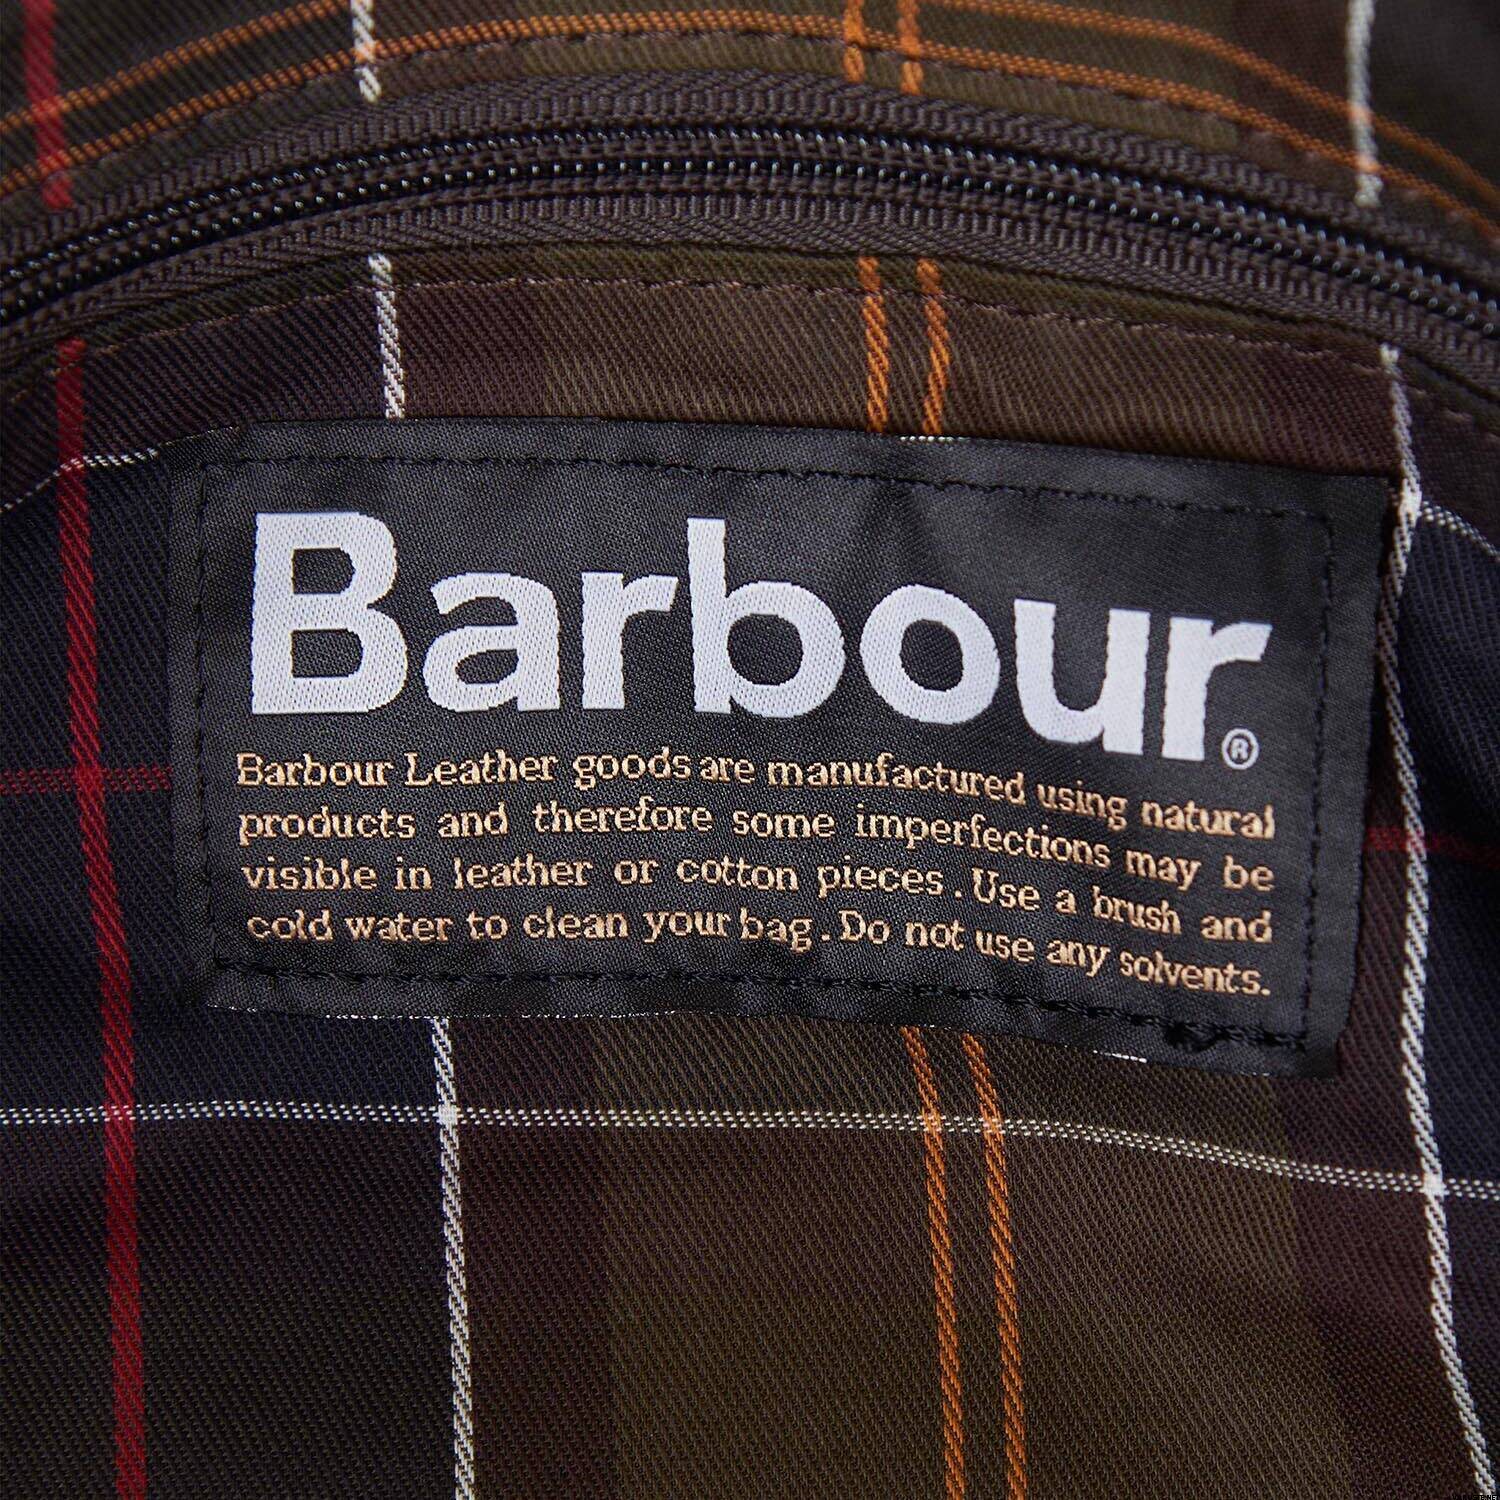 Barbour®
Barbour Leather goods are manufactured using natural
products and therefore some imperfections may be
visible in leather or cotton pieces. Use a brush and
cold water to clean your bag. Do not use any solvents.